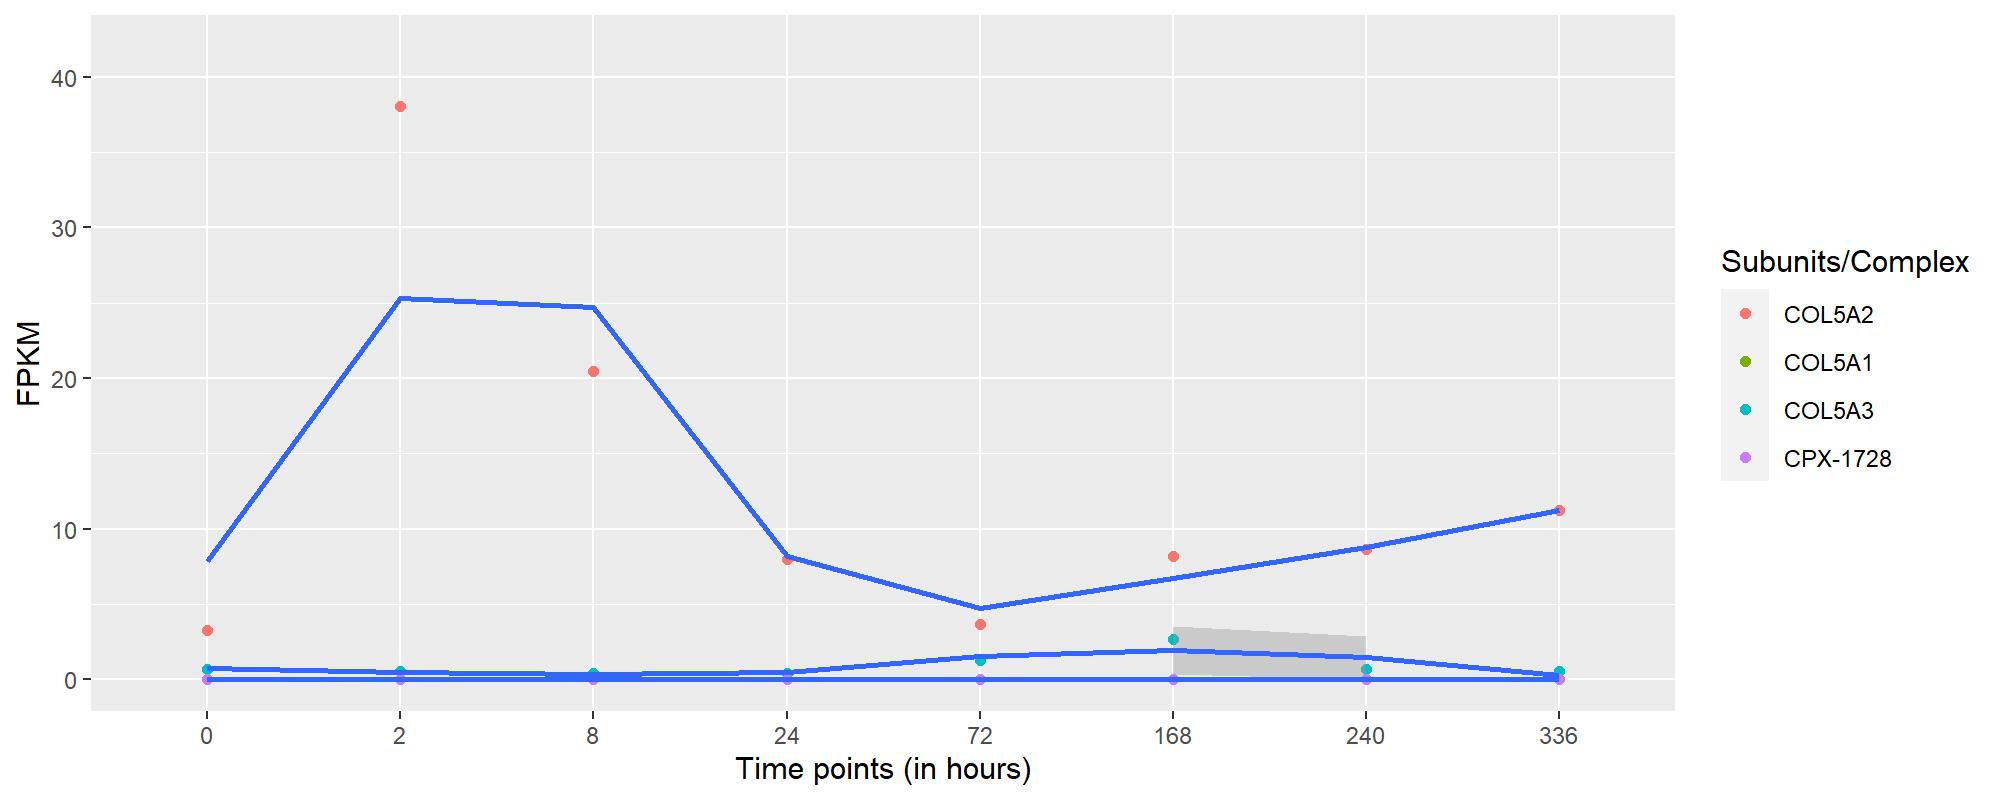 40
30
20
10
0
FPKM
0 2 8 24 72 168 240 336
Time points (in hours)
Subunits/Complex
COL5A2
COL5A1
COL5A3
CPX-1728